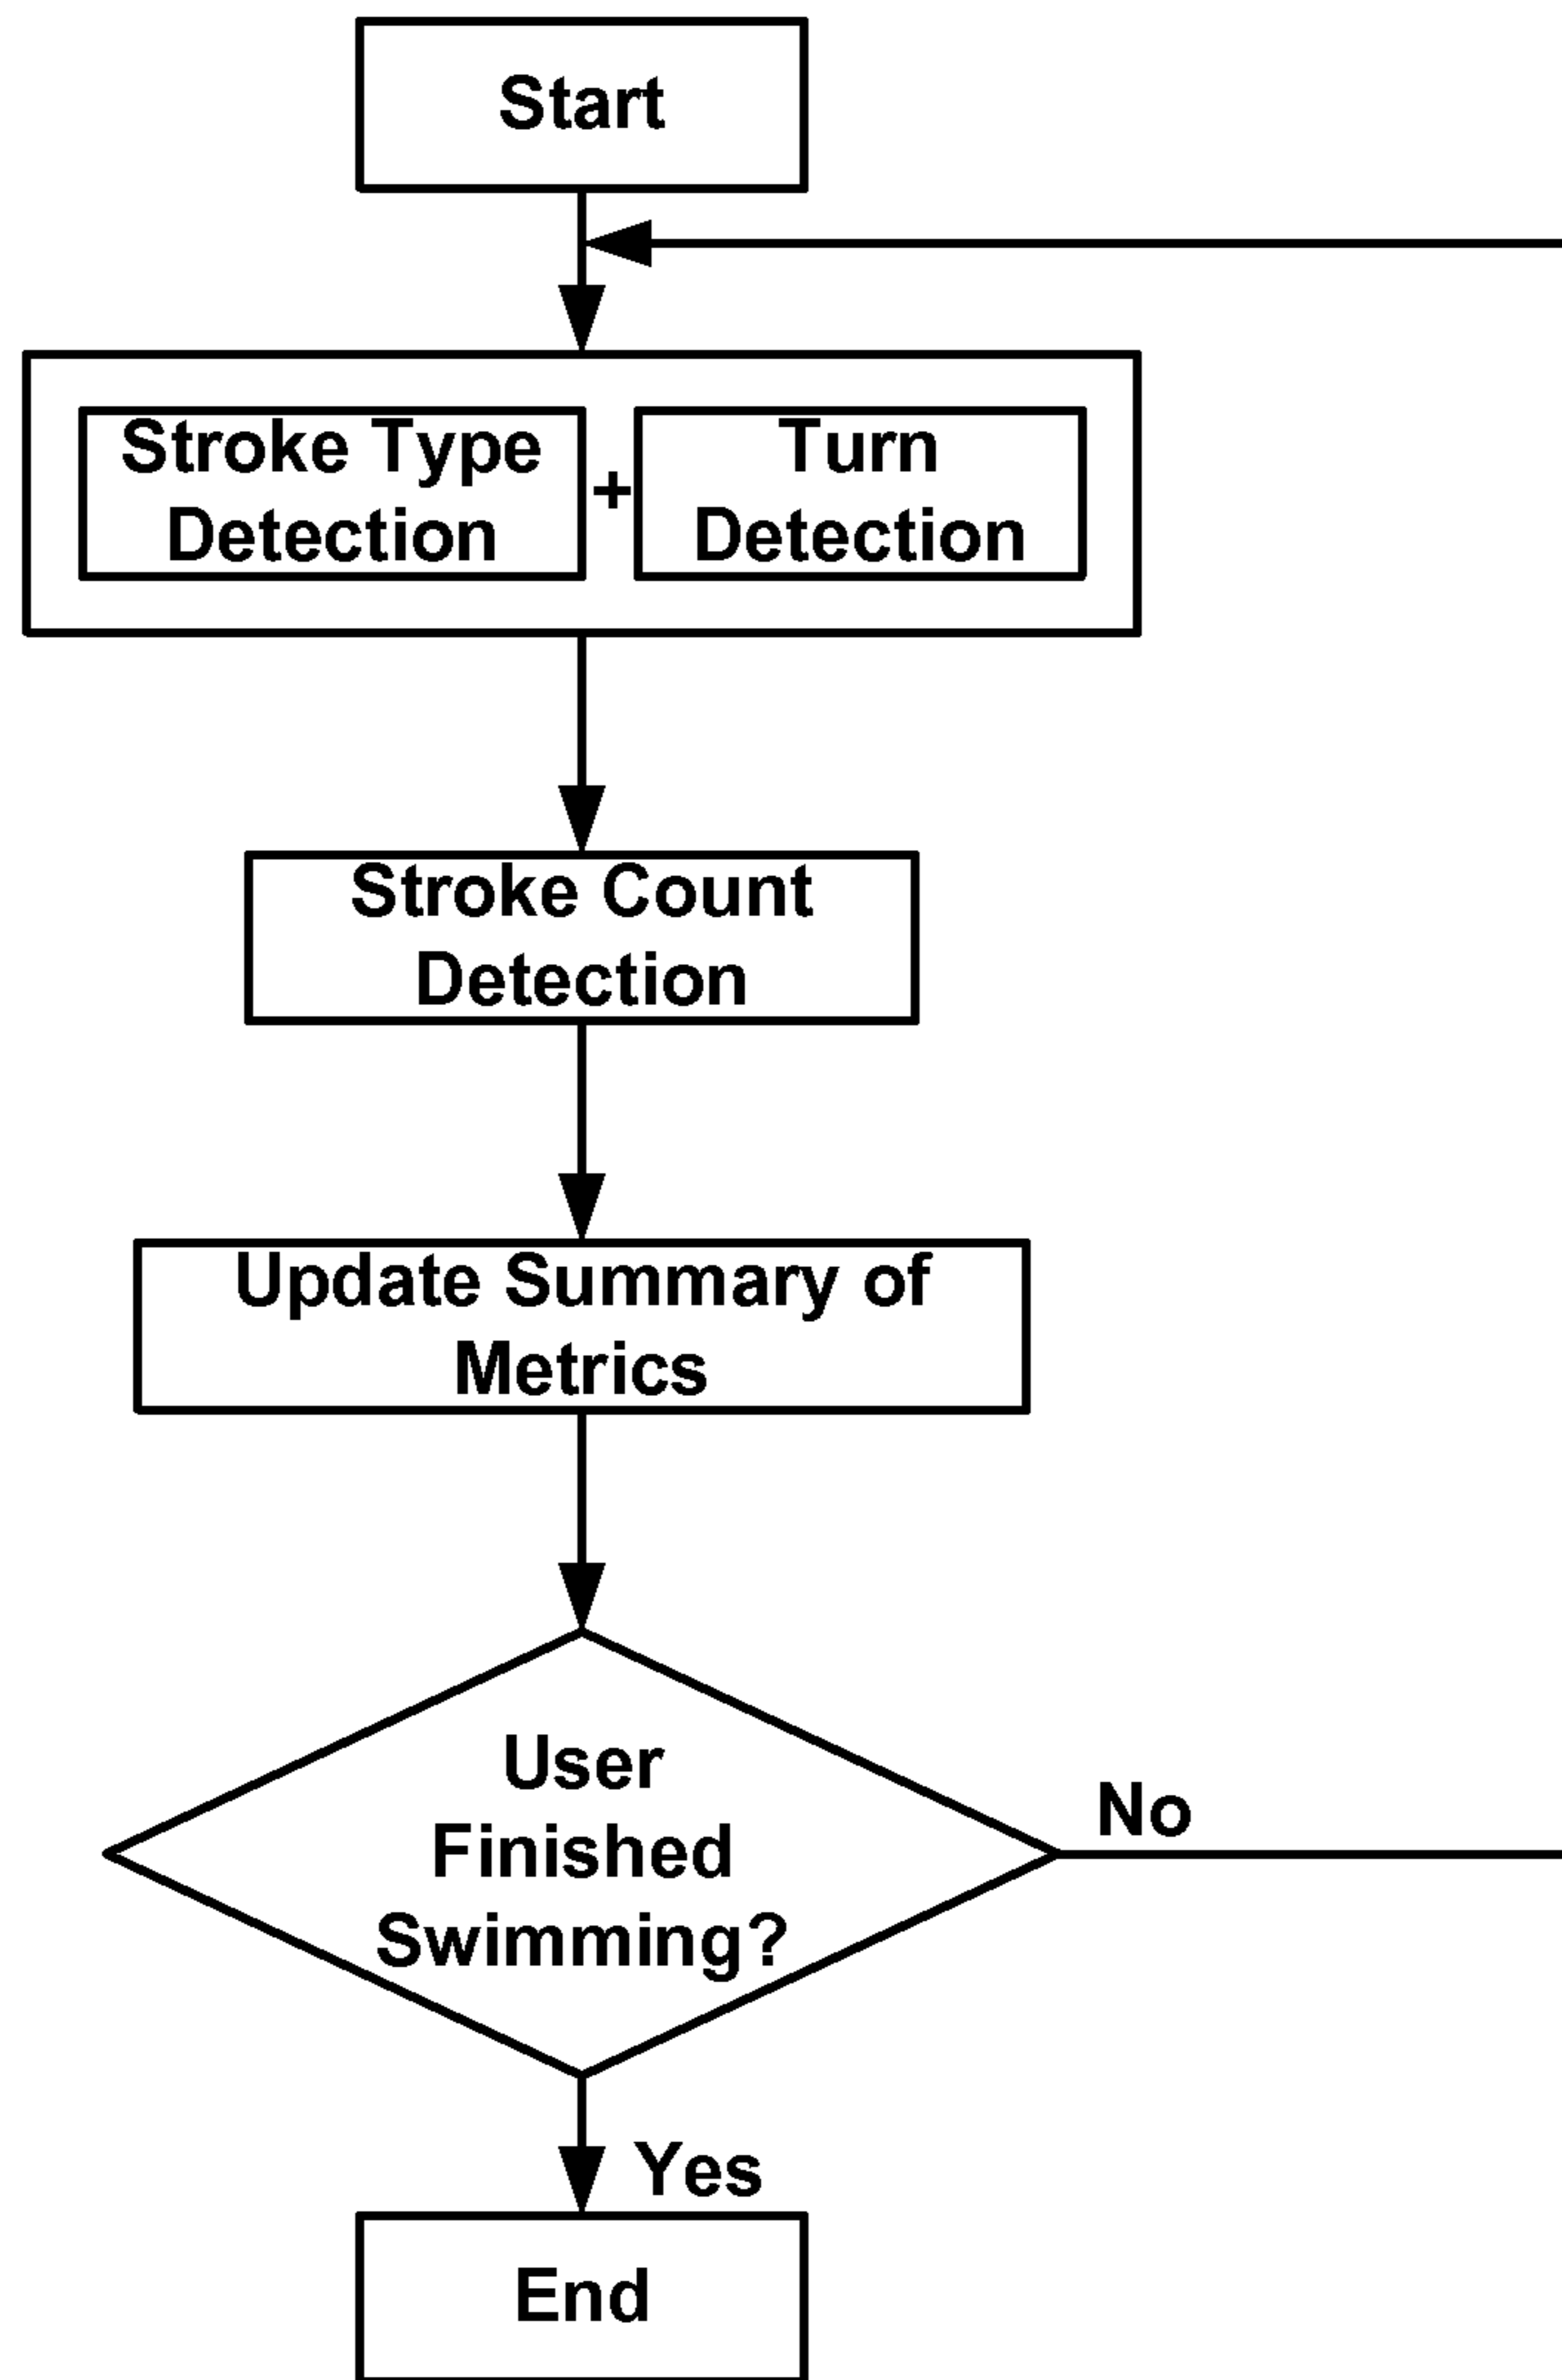 Start
Stroke Type
Detection
+
Turn
Detection
Stroke Count
Detection
Update Summary of
Metrics
User
Finished
Swimming?
No
Yes
End